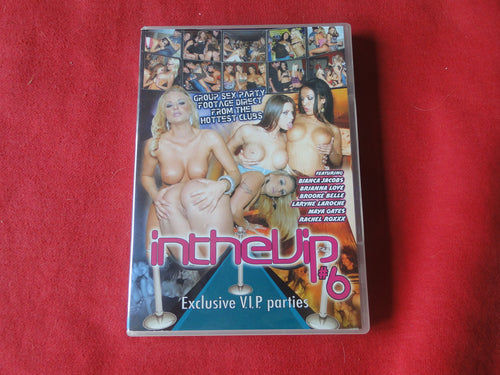 GROUP SEX PARTY
FOOTAGE DIRECT
FROM THE
HOTTEST CLUBS
FEATURING
BIANCA JACOBS
BRIANNA LOVE
BROOKE BELLE
LARYNE LAROCHE
MAYA GATES
RACHEL ROXXX
intheVip
#6
Exclusive V.I.P. parties